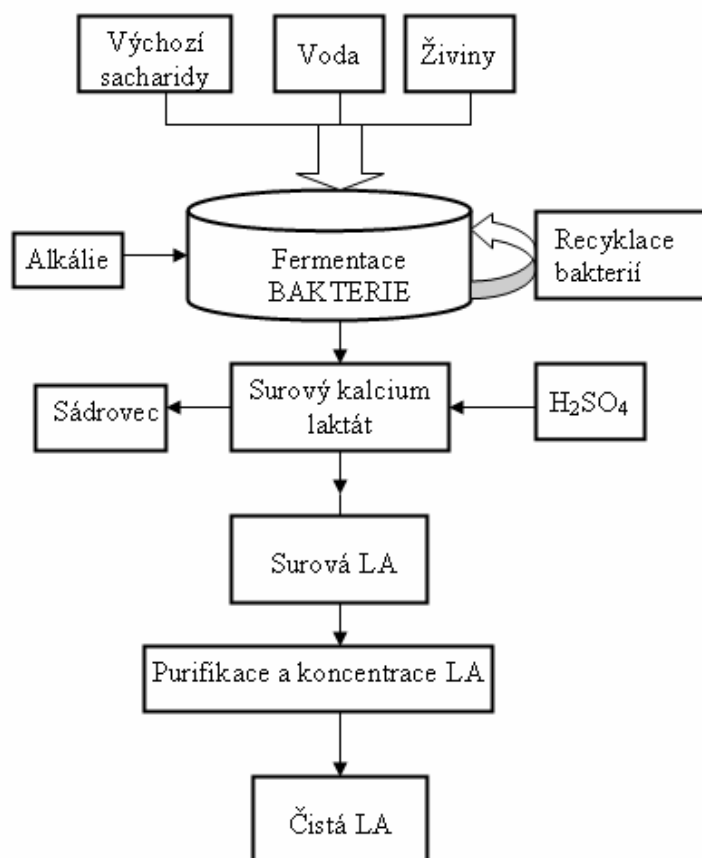 Výchozí
sacharidy
Voda
Živiny
Alkálie
Fermentace
BAKTERIE
Recyklace
bakterií
Sádrovec
Surový kalcium
laktát
H₂SO₄
Surová LA
Purifikace a koncentrace LA
Čistá LA